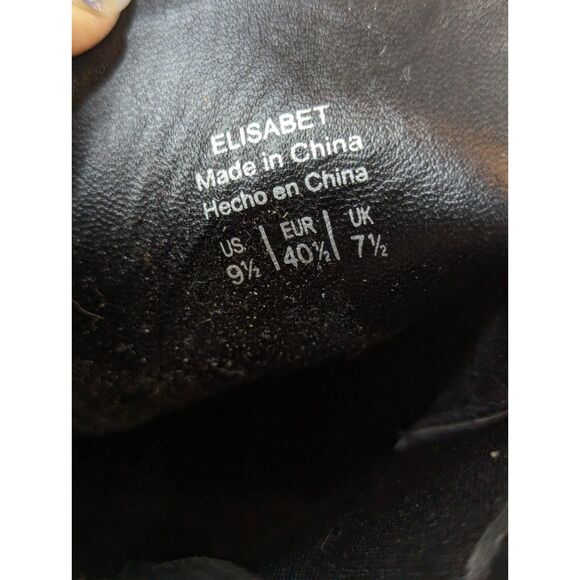 ELISABET
Made in China
Hecho en China
US | EUR | UK
9½ | 40½ | 7½